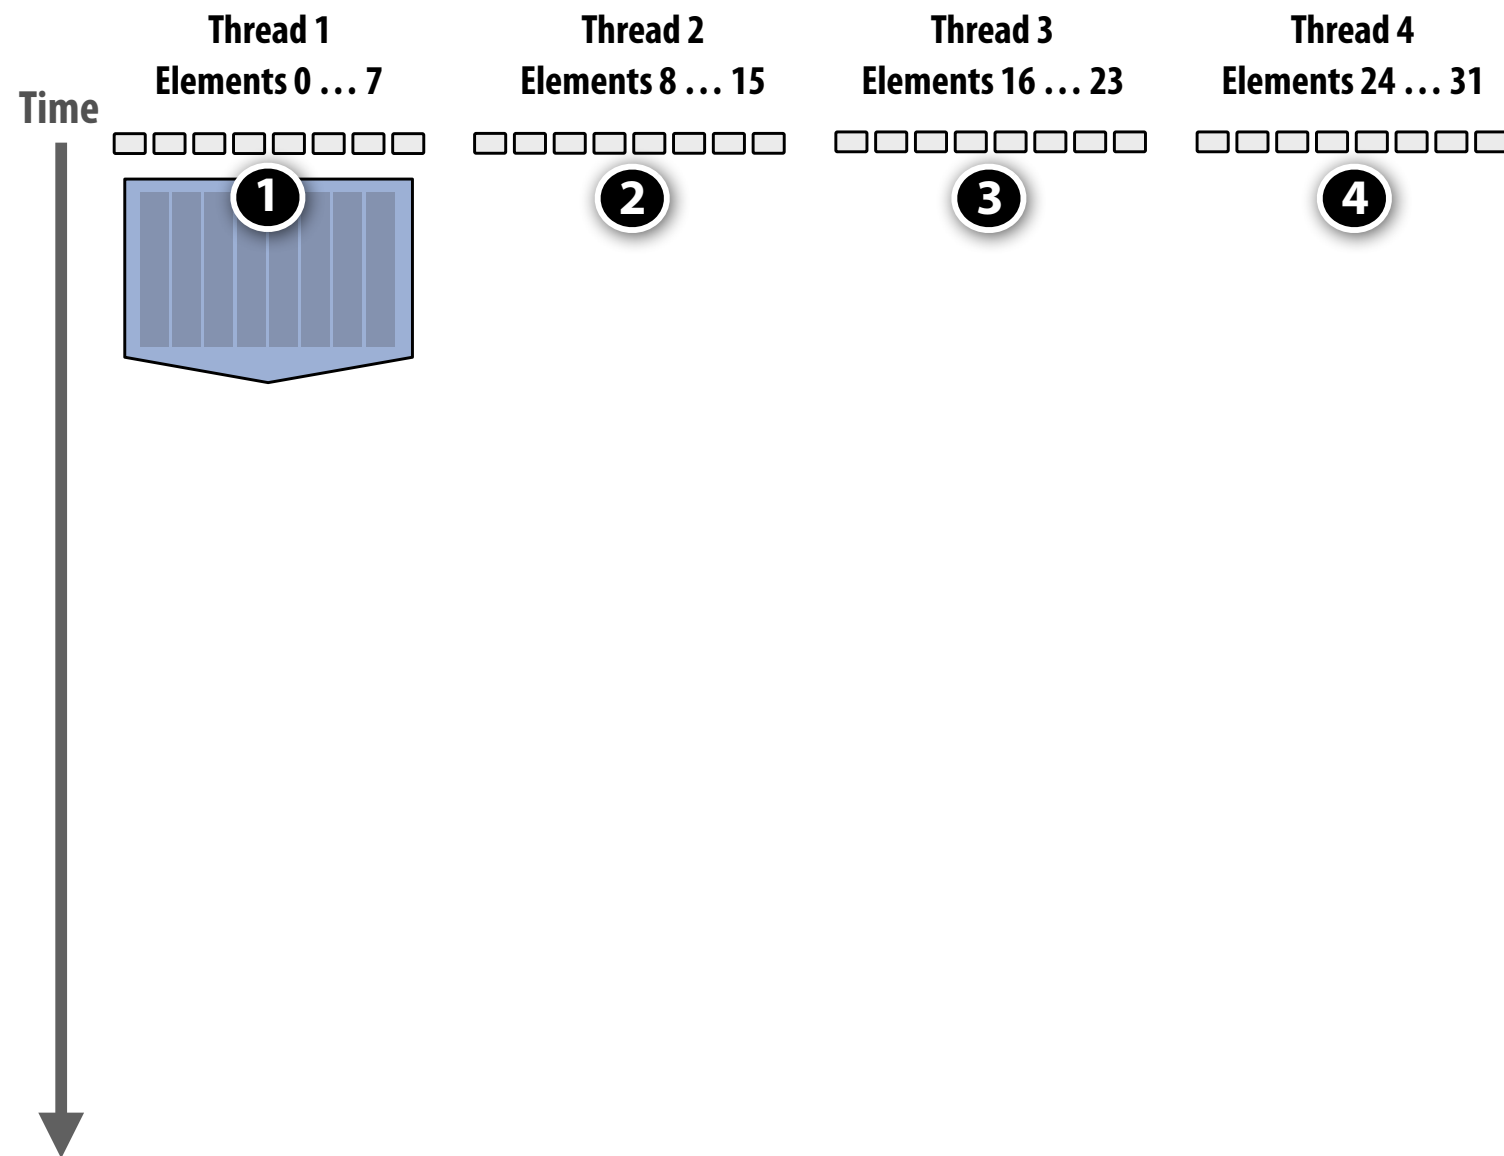 Thread 1
Elements 0 … 7
Thread 2
Elements 8 … 15
Thread 3
Elements 16 … 23
Thread 4
Elements 24 … 31
Time
1
2
3
4